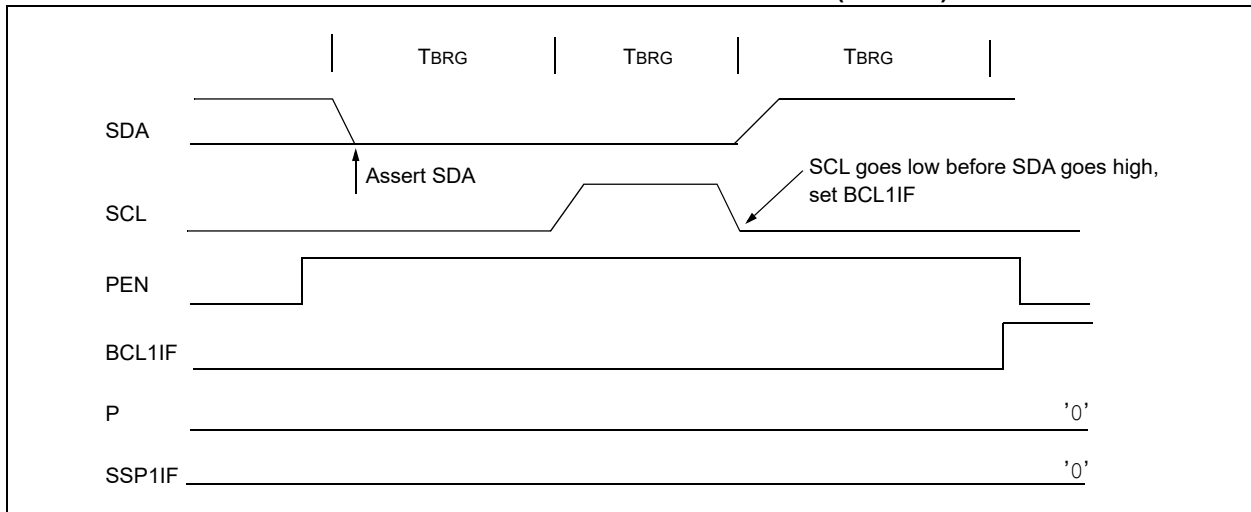 TBRG TBRG TBRG
SDA
Assert SDA
SCL goes low before SDA goes high,
set BCL1IF
SCL
PEN
BCL1IF
P '0'
SSP1IF '0'